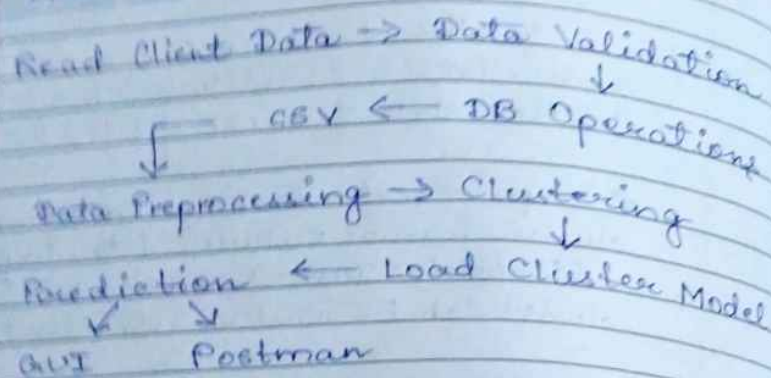 Read Client Data → Data Validation
↓
CSV ← DB Operations
↓
Data Preprocessing → Clustering
↓
Prediction ← Load Cluster Model
↙ ↘
GUI Postman